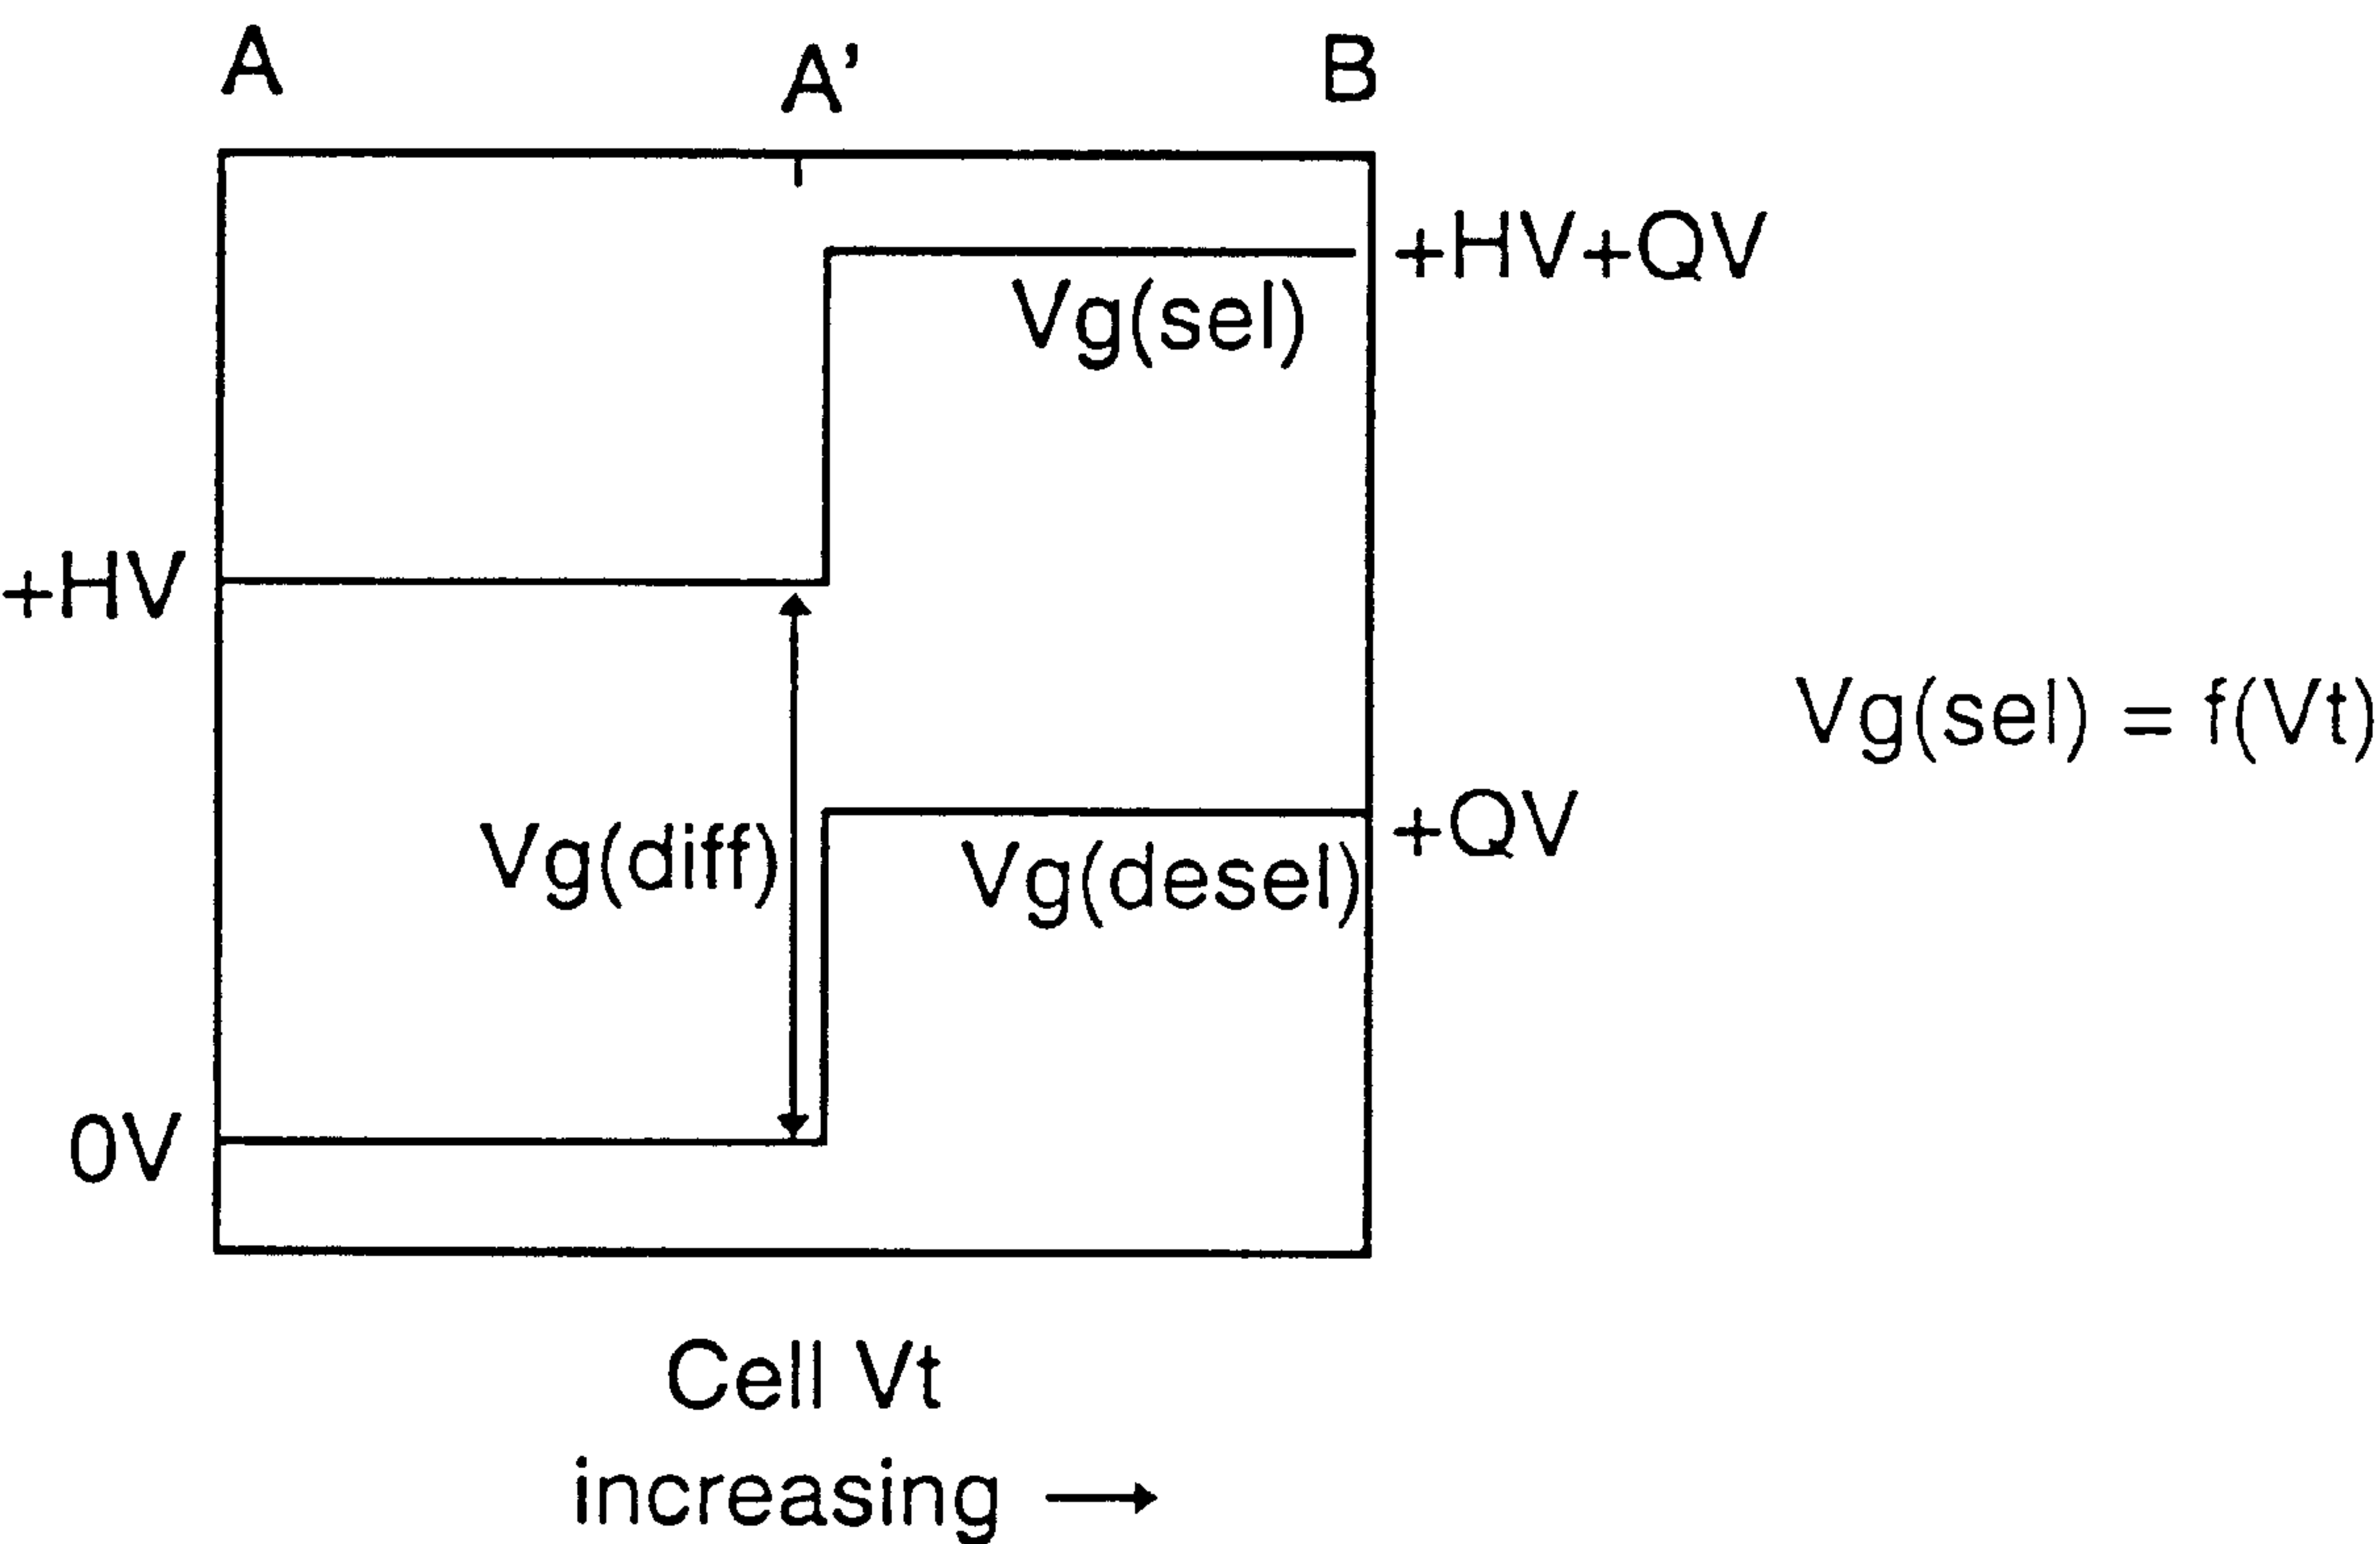 A
A’
B
+HV+QV
Vg(sel)
+HV
Vg(sel) = f(Vt)
+QV
Vg(diff)
Vg(desel)
0V
Cell Vt
increasing →